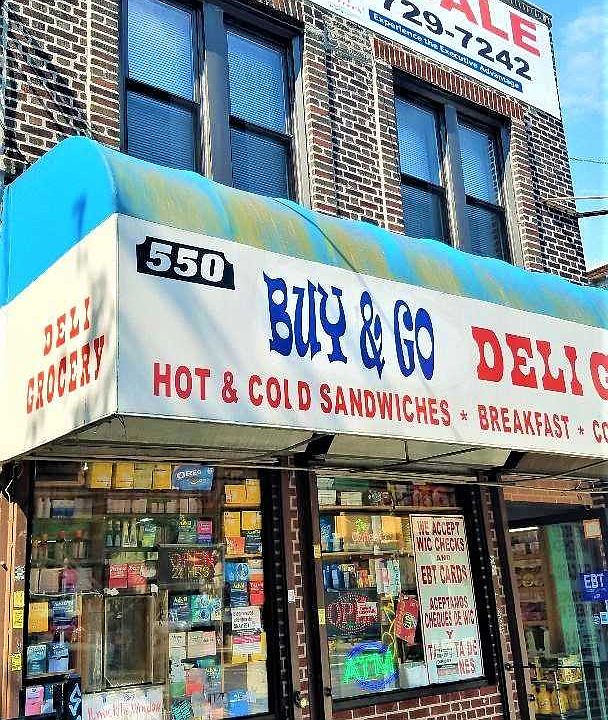 ALE
729-7242
Experience the Executive Advantage
550
BUY & GO
DELI G
DELI
GROCERY
HOT & COLD SANDWICHES * BREAKFAST * CO
OREO
WE ACCEPT
WIC CHECKS
AND
EBT CARDS
ACEPTAMOS
CHEQUES DE WIC
Y
OPEN
ATM
EBT